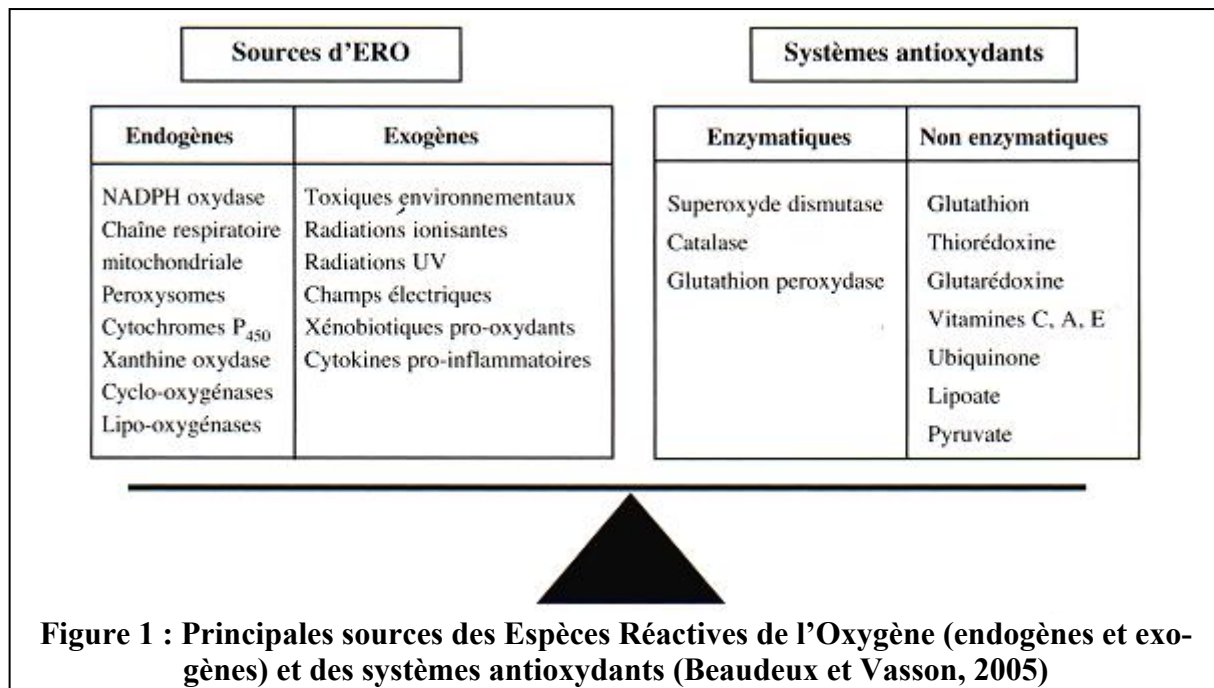 Sources d'ERO
Systèmes antioxydants
Endogènes
NADPH oxydase
Chaîne respiratoire
mitochondriale
Peroxysomes
Cytochromes P450
Xanthine oxydase
Cyclo-oxygénases
Lipo-oxygénases
Exogènes
Toxiques environnementaux
Radiations ionisantes
Radiations UV
Champs électriques
Xénobiotiques pro-oxydants
Cytokines pro-inflammatoires
Enzymatiques
Superoxyde dismutase
Catalase
Glutathion peroxydase
Non enzymatiques
Glutathion
Thiorédoxine
Glutarédoxine
Vitamines C, A, E
Ubiquinone
Lipoate
Pyruvate
Figure 1 : Principales sources des Espèces Réactives de l'Oxygène (endogènes et exo-
gènes) et des systèmes antioxydants (Beaudeux et Vasson, 2005)